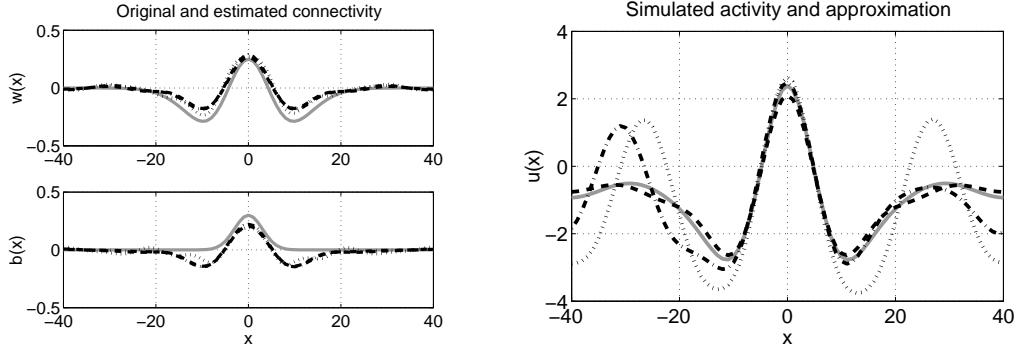 Original and estimated connectivity
0.5
0
−0.5
w(x)
−40 −20 0 20 40
0.5
0
−0.5
b(x)
−40 −20 0 20 40
x
Simulated activity and approximation
4
2
0
−2
−4
u(x)
−40 −20 0 20 40
x